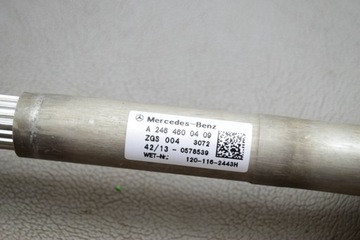 Mercedes-Benz
A 246 460 04 09
ZGS 004 3072
42/13 - 0578539
WET-Nr.: 120-116-2443H